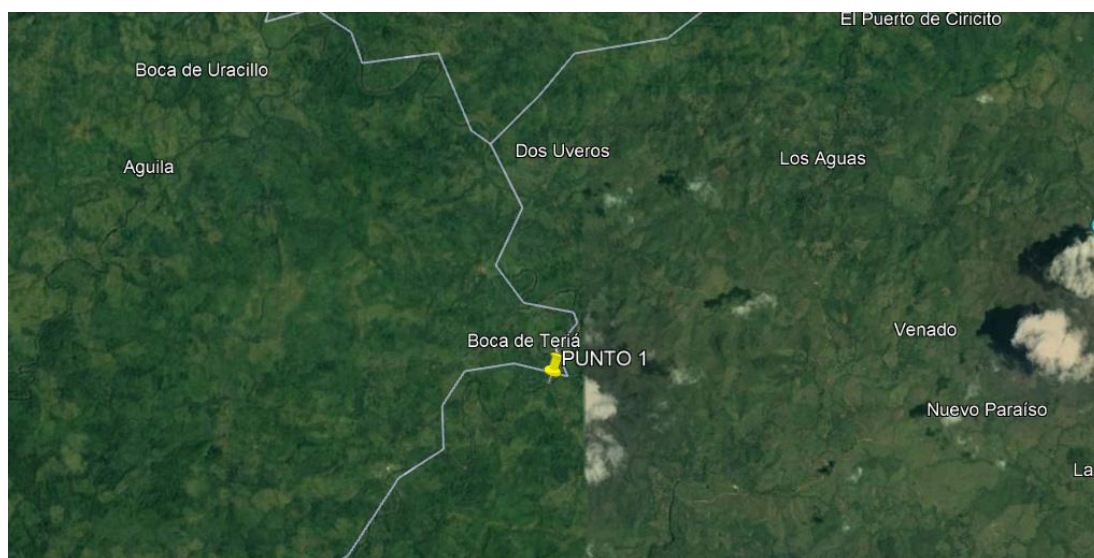 El Puerto de Ciricito
Boca de Uracillo
Dos Uveros
Los Aguas
Aguila
Venado
Boca de Teriá
PUNTO 1
Nuevo Paraíso
La